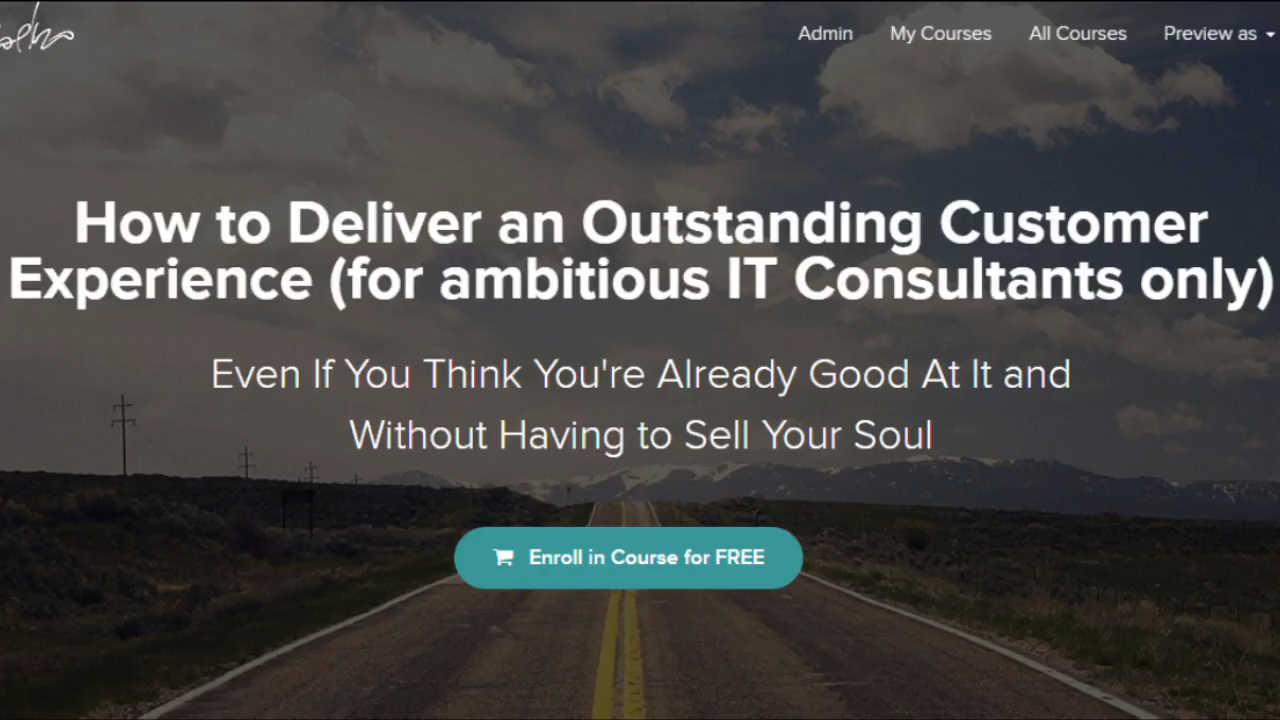 Admin My Courses All Courses Preview as
How to Deliver an Outstanding Customer
Experience (for ambitious IT Consultants only)
Even If You Think You're Already Good At It and
Without Having to Sell Your Soul
Enroll in Course for FREE